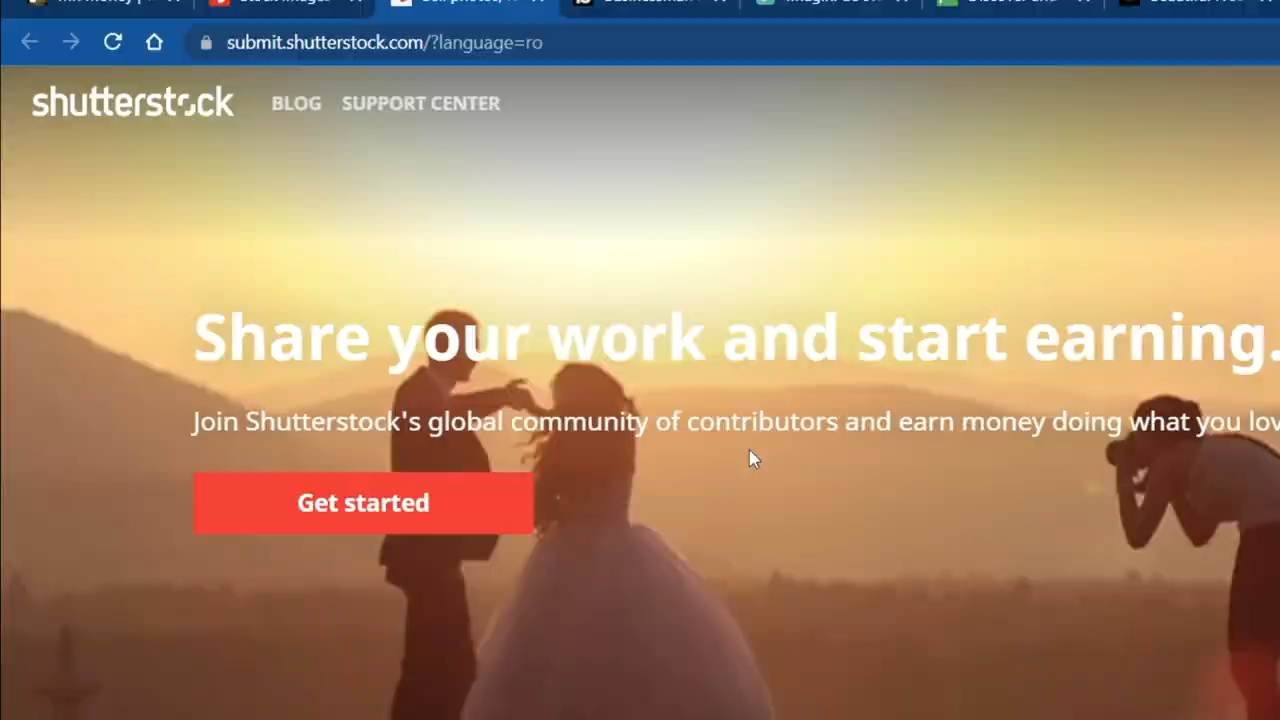 submit.shutterstock.com/?language=ro
shutterstock BLOG SUPPORT CENTER
Share your work and start earning.
Join Shutterstock's global community of contributors and earn money doing what you
Get started